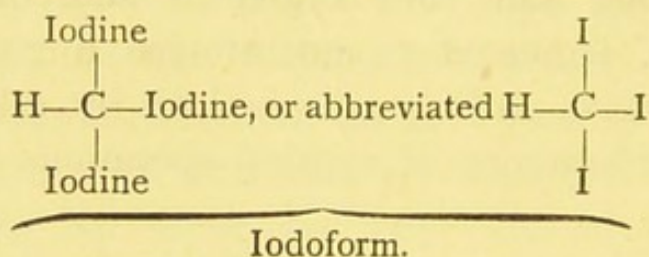 Iodine I
H—C—Iodine, or abbreviated H—C—I
Iodine I
Iodoform.